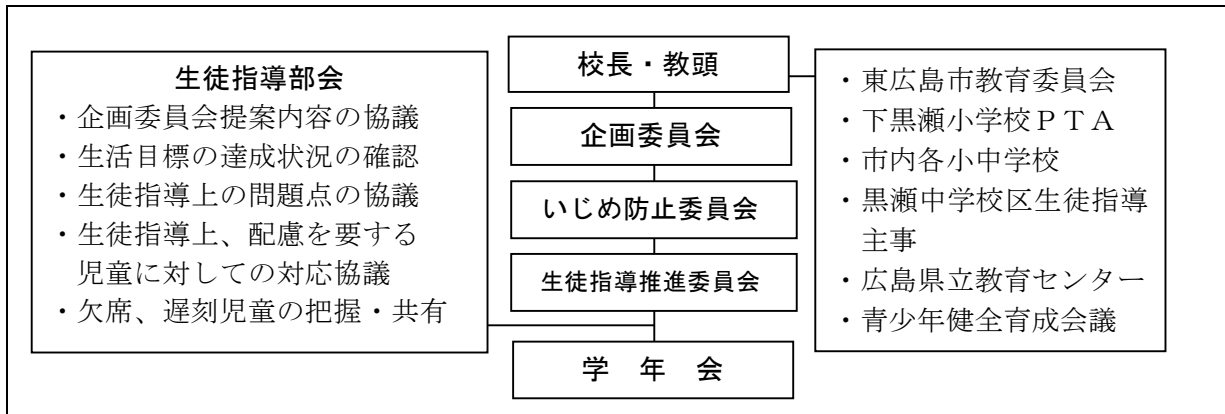 生徒指導部会
・企画委員会提案内容の協議
・生活目標の達成状況の確認
・生徒指導上の問題点の協議
・生徒指導上、配慮を要する
児童に対しての対応協議
・欠席、遅刻児童の把握・共有
校長・教頭
企画委員会
いじめ防止委員会
生徒指導推進委員会
学　年　会
・東広島市教育委員会
・下黒瀬小学校ＰＴＡ
・市内各小中学校
・黒瀬中学校区生徒指導
主事
・広島県立教育センター
・青少年健全育成会議